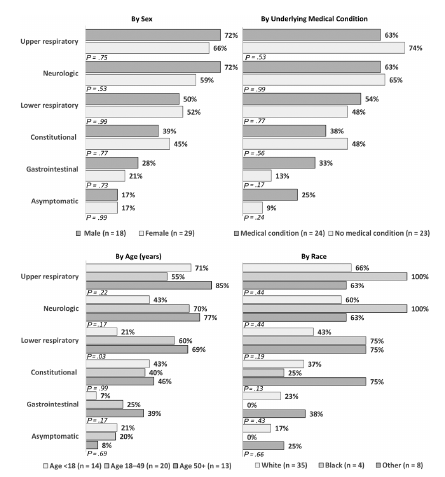 By Sex
Upper respiratory
72%
66%
P = .75
Neurologic
72%
59%
P = .53
Lower respiratory
50%
52%
P = .99
Constitutional
39%
45%
P = .77
Gastrointestinal
28%
21%
P = .73
Asymptomatic
17%
17%
P = .99
Male (n = 18) Female (n = 29)
By Underlying Medical Condition
63%
74%
P = .53
63%
65%
P = .99
54%
48%
P = .77
38%
48%
P = .56
33%
13%
P = .17
25%
9%
P = .24
Medical condition (n = 24) No medical condition (n = 23)
By Age (years)
Upper respiratory
71%
55%
85%
P = .22
Neurologic
43%
70%
77%
P = .17
Lower respiratory
21%
60%
69%
P = .03
Constitutional
43%
40%
46%
P = .99
Gastrointestinal
7%
25%
39%
P = .17
Asymptomatic
21%
20%
8%
P = .69
Age <18 (n = 14) Age 18–49 (n = 20) Age 50+ (n = 13)
By Race
66%
100%
63%
P = .44
60%
100%
63%
P = .44
43%
75%
75%
P = .19
37%
25%
75%
P = .13
23%
0%
38%
P = .43
17%
0%
25%
P = .66
White (n = 35) Black (n = 4) Other (n = 8)